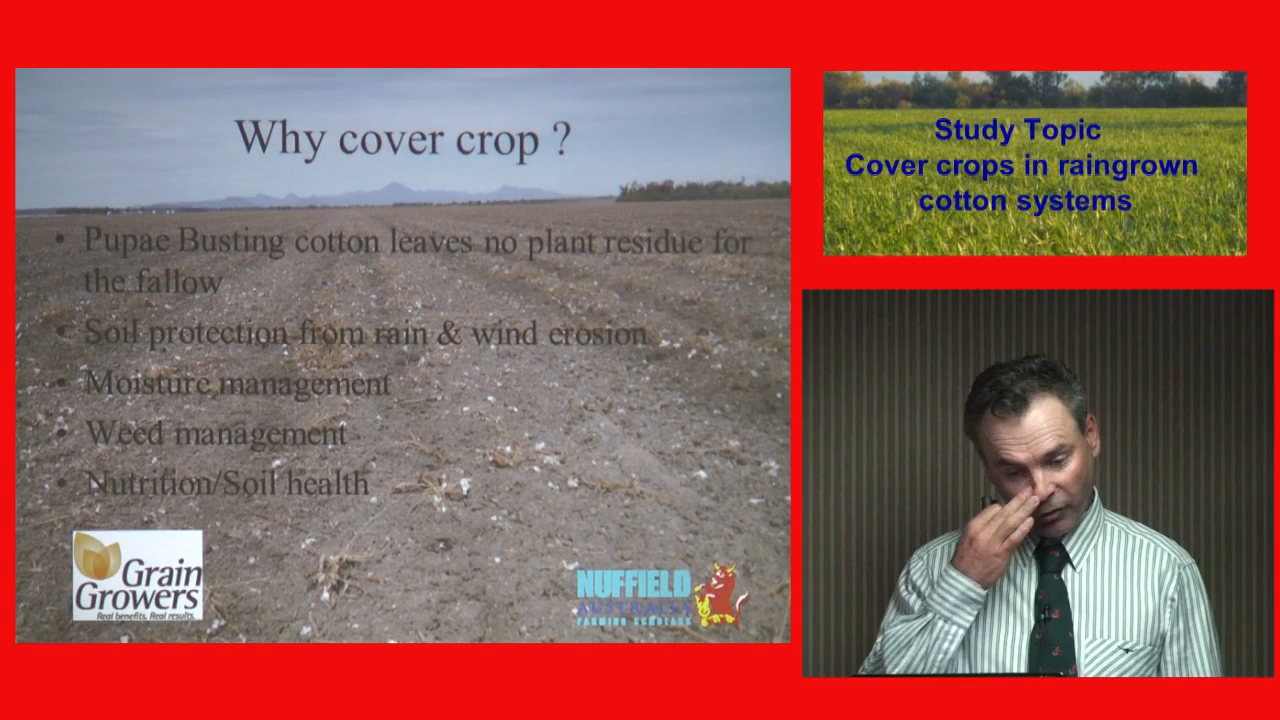 Why cover crop ?
• Pupae Busting cotton leaves no plant residue for
the fallow
• Soil protection from rain & wind erosion
• Moisture management
• Weed management
• Nutrition/Soil health
Grain
Growers
Real benefits. Real results.
NUFFIELD
AUSTRALIA
FARMING SCHOLARS
Study Topic
Cover crops in raingrown
cotton systems